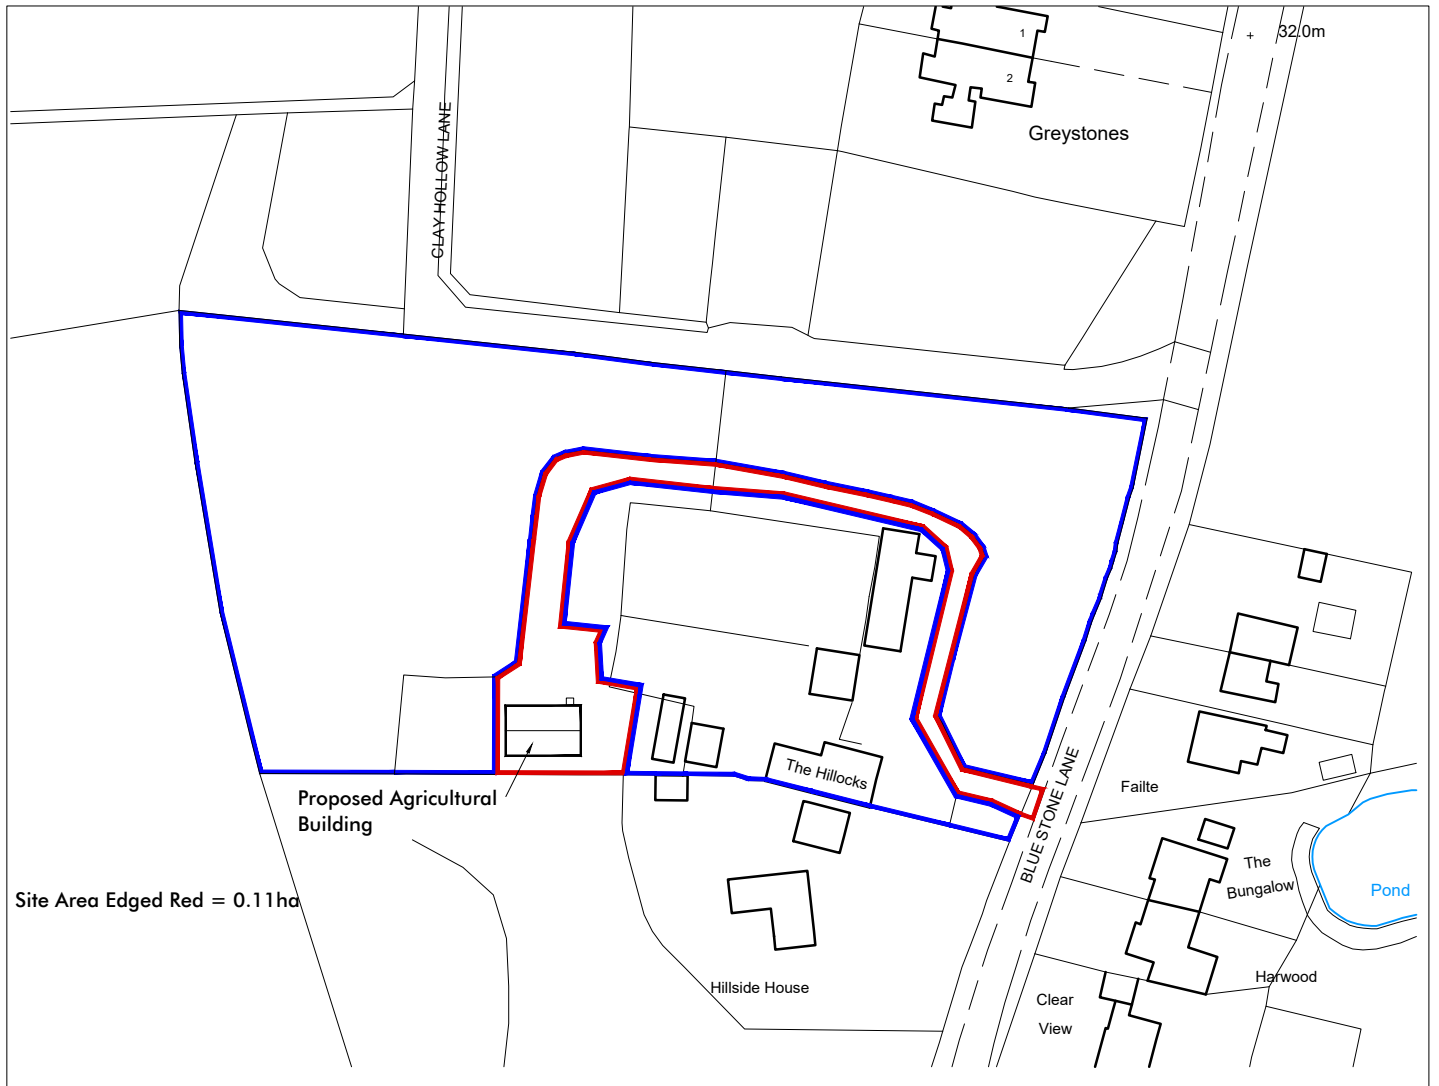 32.0m
1
2
Greystones
CLAY HOLLOW LANE
The Hillocks
BLUE STONE LANE
Proposed Agricultural
Building
Failte
The
Bungalow
Pond
Site Area Edged Red = 0.11ha
Hillside House
Harwood
Clear
View